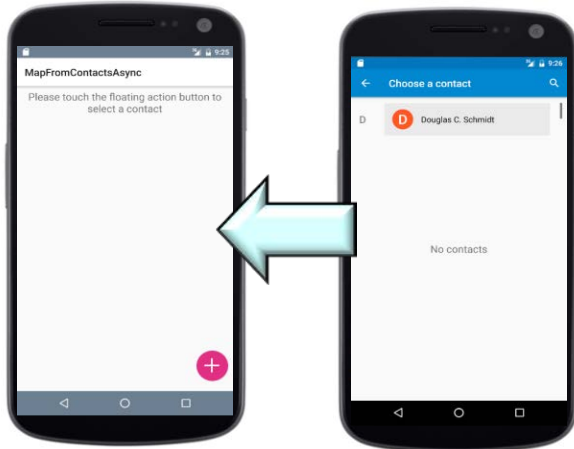 9:25
MapFromContactsAsync
Please touch the floating action button to
select a contact
9:26
Choose a contact
D
D Douglas C. Schmidt
No contacts